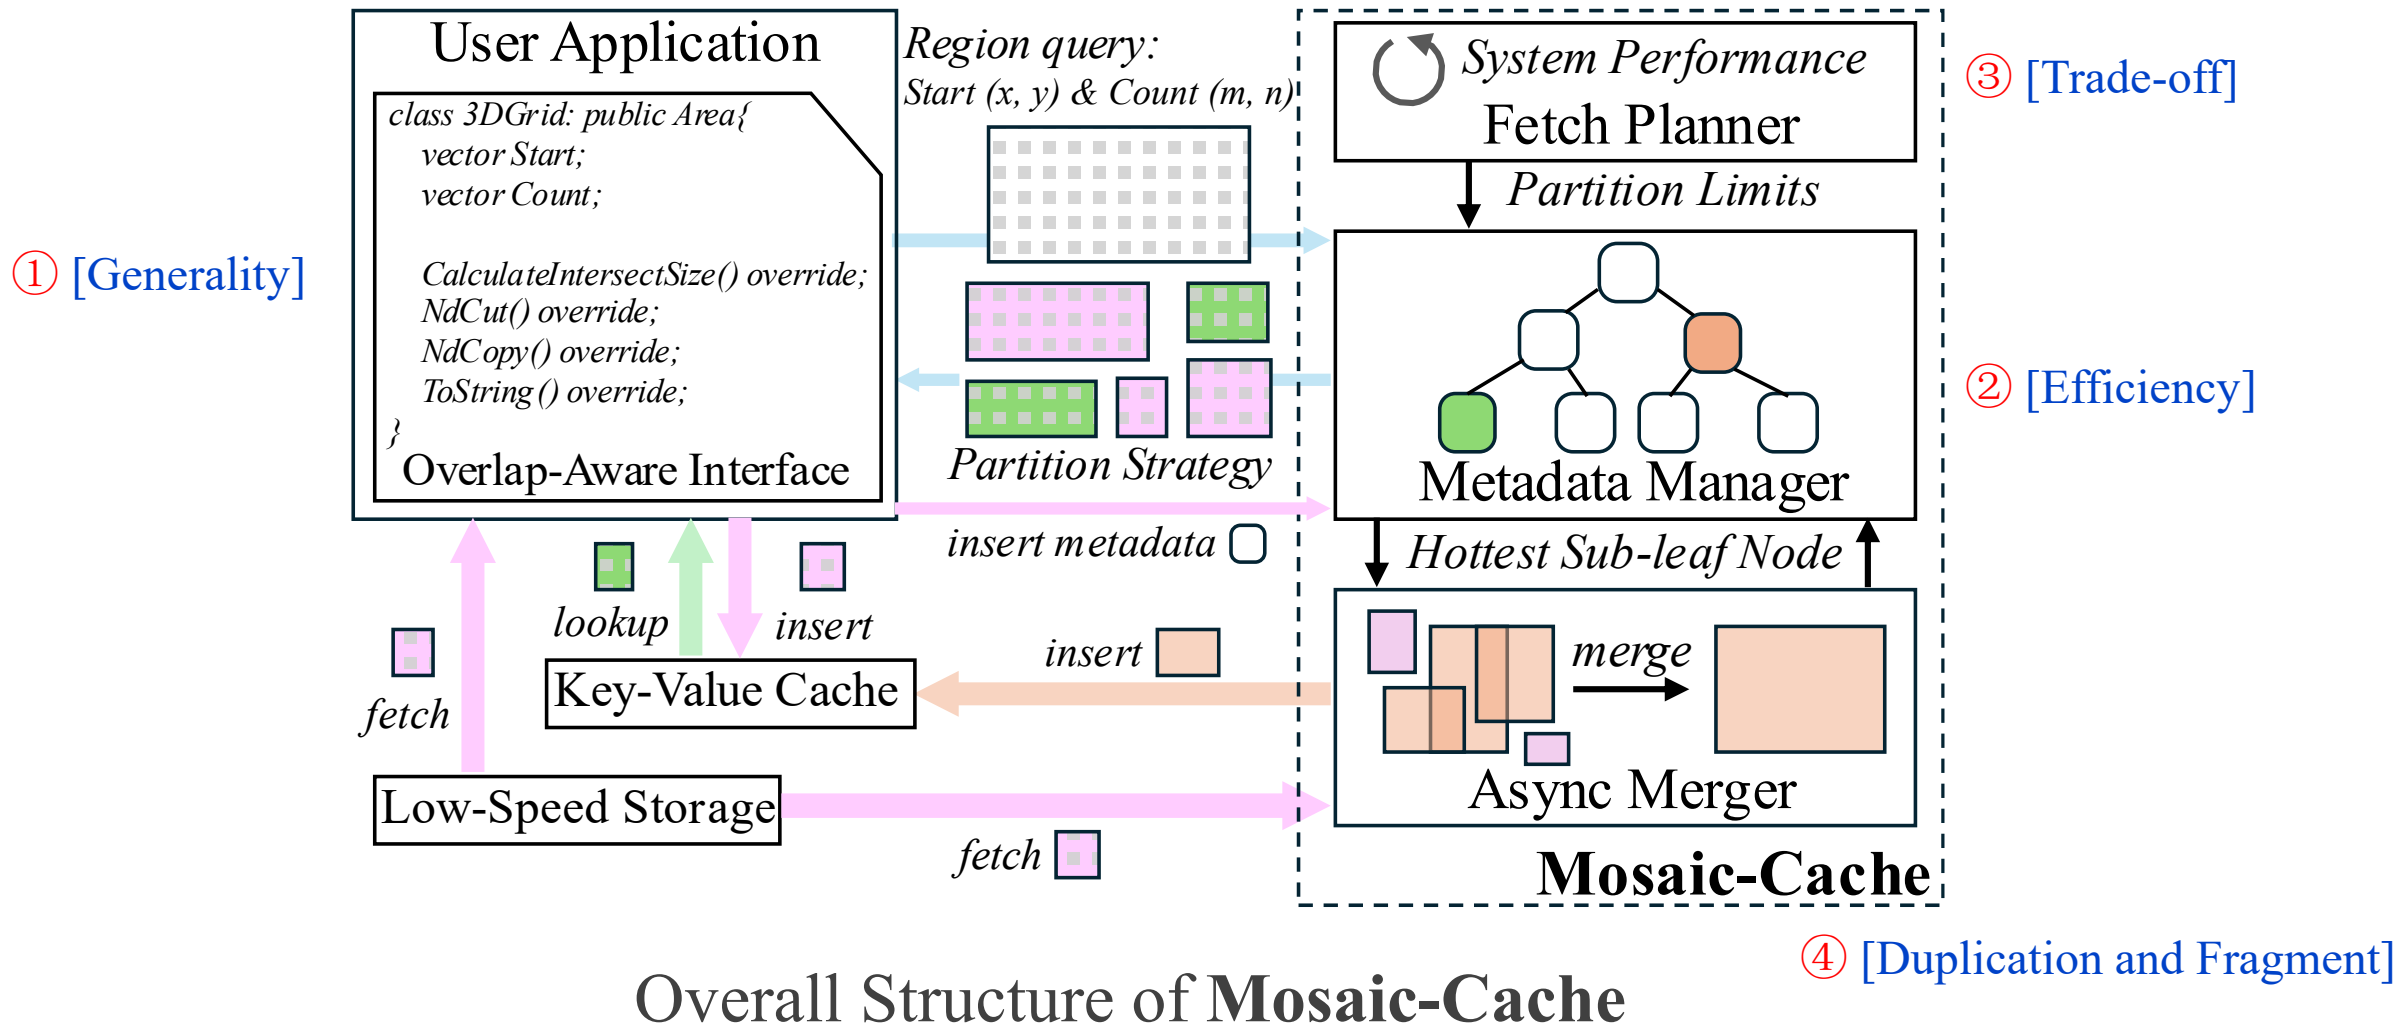 User Application
class 3DGrid: public Area{
vector Start;
vector Count;
CalculateIntersectSize() override;
NdCut() override;
NdCopy() override;
ToString() override;
}
Overlap-Aware Interface
① [Generality]
Region query:
Start (x, y) & Count (m, n)
Partition Strategy
insert metadata
System Performance
Fetch Planner
③ [Trade-off]
Partition Limits
Metadata Manager
② [Efficiency]
Hottest Sub-leaf Node
merge
Async Merger
Mosaic-Cache
④ [Duplication and Fragment]
lookup
insert
fetch
insert
Key-Value Cache
Low-Speed Storage
fetch
Overall Structure of Mosaic-Cache